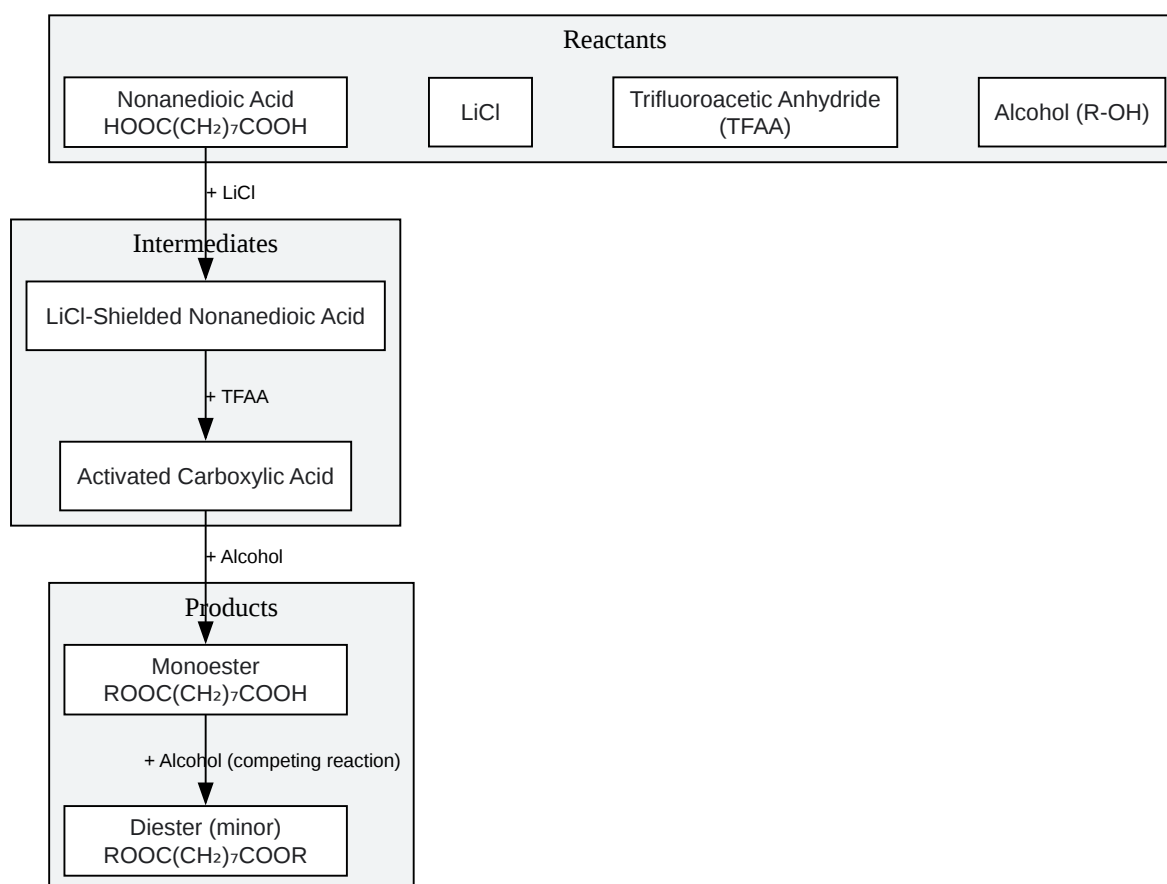 Reactants
Nonanedioic Acid
HOOC(CH₂)₇COOH
LiCl
Trifluoroacetic Anhydride
(TFAA)
Alcohol (R-OH)
+ LiCl
Intermediates
LiCl-Shielded Nonanedioic Acid
+ TFAA
Activated Carboxylic Acid
+ Alcohol
Products
Monoester
ROOC(CH₂)₇COOH
+ Alcohol (competing reaction)
Diester (minor)
ROOC(CH₂)₇COOR